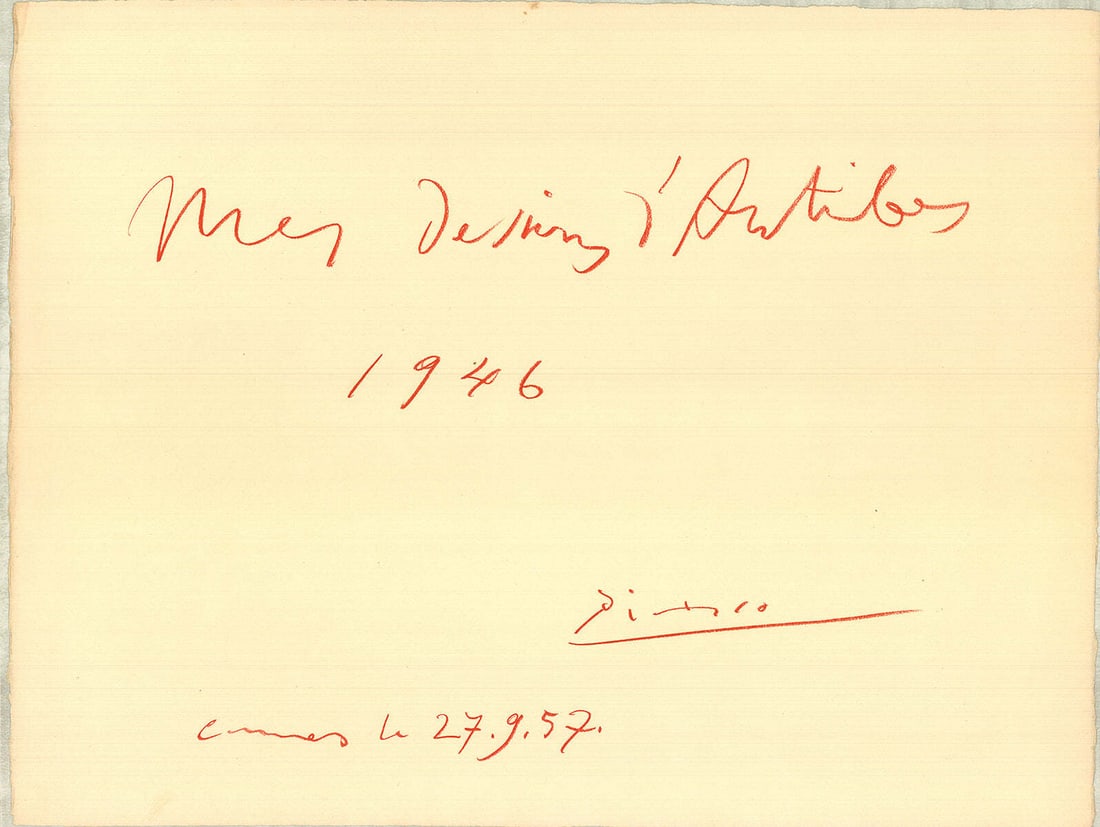 Mes dessins d'Antibes
1946
Picasso
cannes le 27.9.57.